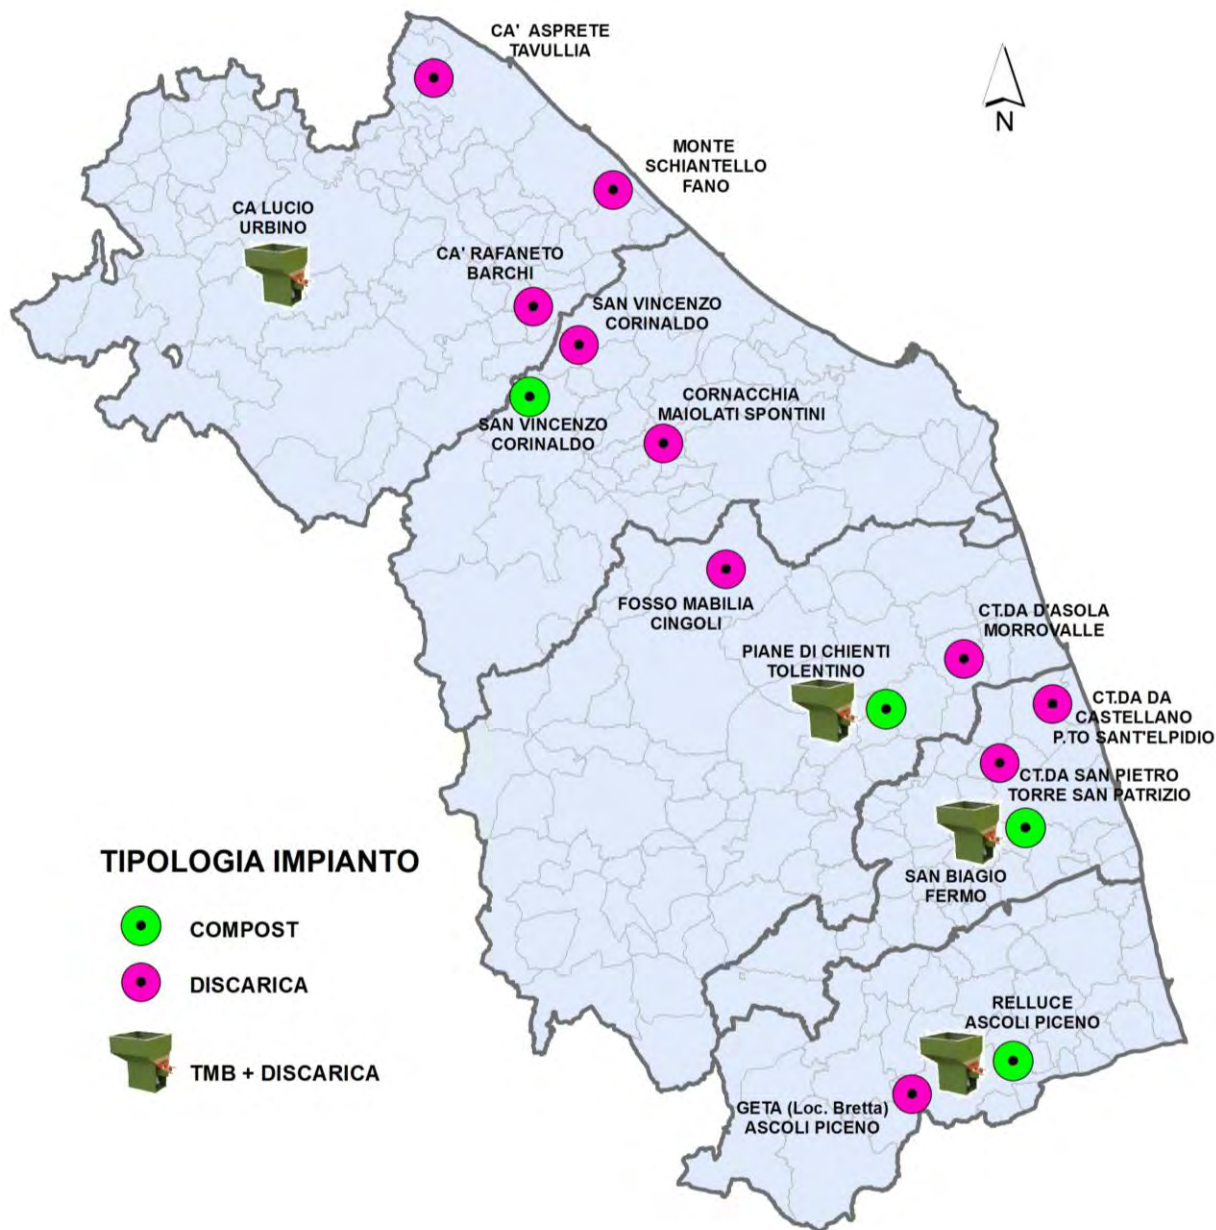 CA' ASPRETE
TAVULLIA
N
MONTE
SCHIANTELLO
FANO
CA LUCIO
URBINO
CA' RAFANETO
BARCHI
SAN VINCENZO
CORINALDO
CORNACCHIA
MAIOLATI SPONTINI
SAN VINCENZO
CORINALDO
FOSSO MABILIA
CINGOLI
CT.DA D'ASOLA
MORROVALLE
PIANE DI CHIENTI
TOLENTINO
CT.DA DA
CASTELLANO
P.TO SANT'ELPIDIO
CT.DA SAN PIETRO
TORRE SAN PATRIZIO
SAN BIAGIO
FERMO
TIPOLOGIA IMPIANTO
COMPOST
DISCARICA
TMB + DISCARICA
RELLUCE
ASCOLI PICENO
GETA (Loc. Bretta)
ASCOLI PICENO